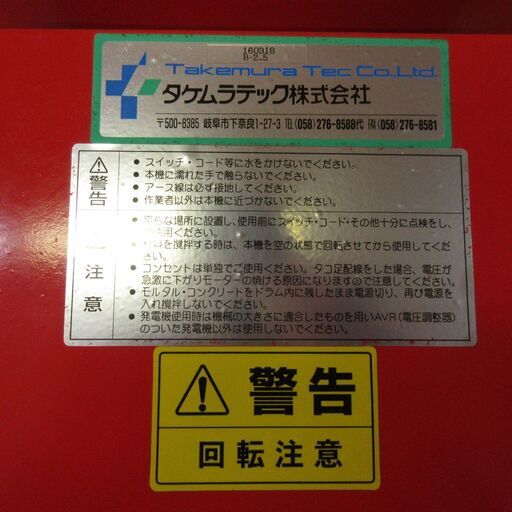 160318
B-2.5
Takemura Tec Co.,Ltd.
タケムラテック株式会社
〒500-8385 岐阜市下奈良1-27-3 TEL(058)276-8588代 FAX(058)276-8581
警告
●スイッチ・コード等に水をかけないでください。
●本機に濡れた手で触らないでください。
●アース線は必ず接地してください。
●作業者以外は本機に近づかないでください。
注意
●平らな場所に設置し、使用前にスイッチ・コード・その他十分に点検をし、
使用ください。
●材料を撹拌する時は、本機を空の状態で回転させてから使用してくだ
さい。
●コンセントは単独でご使用ください。タコ足配線をした場合、電圧が
急激に下がりモーターの焼ける原因になりますので注意してください。
●モルタル・コンクリートをドラム内に残したまま電源切り、再び電源を
入れ撹拌しないでください。
●発電機使用時は機械の大きさに適合したものを用いAVR(電圧調整器)
のついた発電機以外は使用しないでください。
警告
回転注意